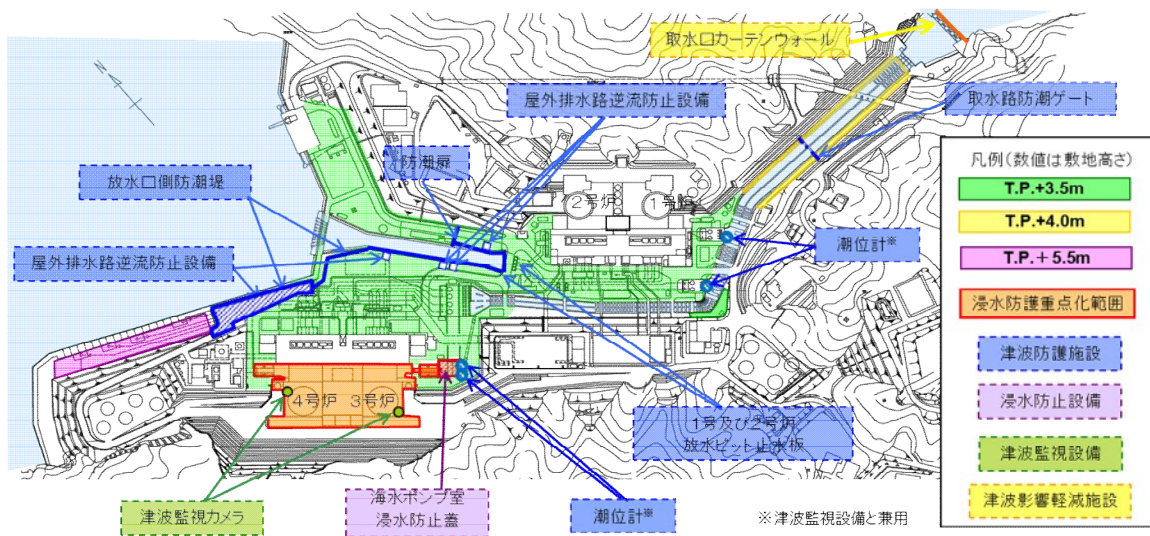 取水口カーテンウォール
屋外排水路逆流防止設備
取水路防潮ゲート
防潮扉
放水口側防潮堤
2号炉
1号炉
潮位計※
屋外排水路逆流防止設備
4号炉
3号炉
1号及び2号炉
放水ピット止水板
津波監視カメラ
海水ポンプ室
浸水防止蓋
潮位計※
※津波監視設備と兼用
凡例(数値は敷地高さ)
T.P.+3.5m
T.P.+4.0m
T.P.+5.5m
浸水防護重点化範囲
津波防護施設
浸水防止設備
津波監視設備
津波影響軽減施設
N